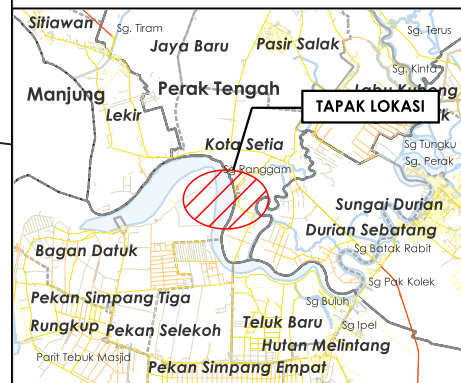 Sitiawan
Sg. Tiram
Jaya Baru
Pasir Salak
Sg. Terus
Sg. Kinta
Manjung
Perak Tengah
Lekir
TAPAK LOKASI
Kota Setia
Sg Ranggam
Sg Tungku
Sg. Perak
Sungai Durian
Durian Sebatang
Sg Batak Rabit
Bagan Datuk
Sg Pak Kolek
Pekan Simpang Tiga
Sg Buluh
Rungkup
Pekan Selekoh
Teluk Baru
Sg Ipel
Hutan Melintang
Parit Tebuk Masjid
Pekan Simpang Empat